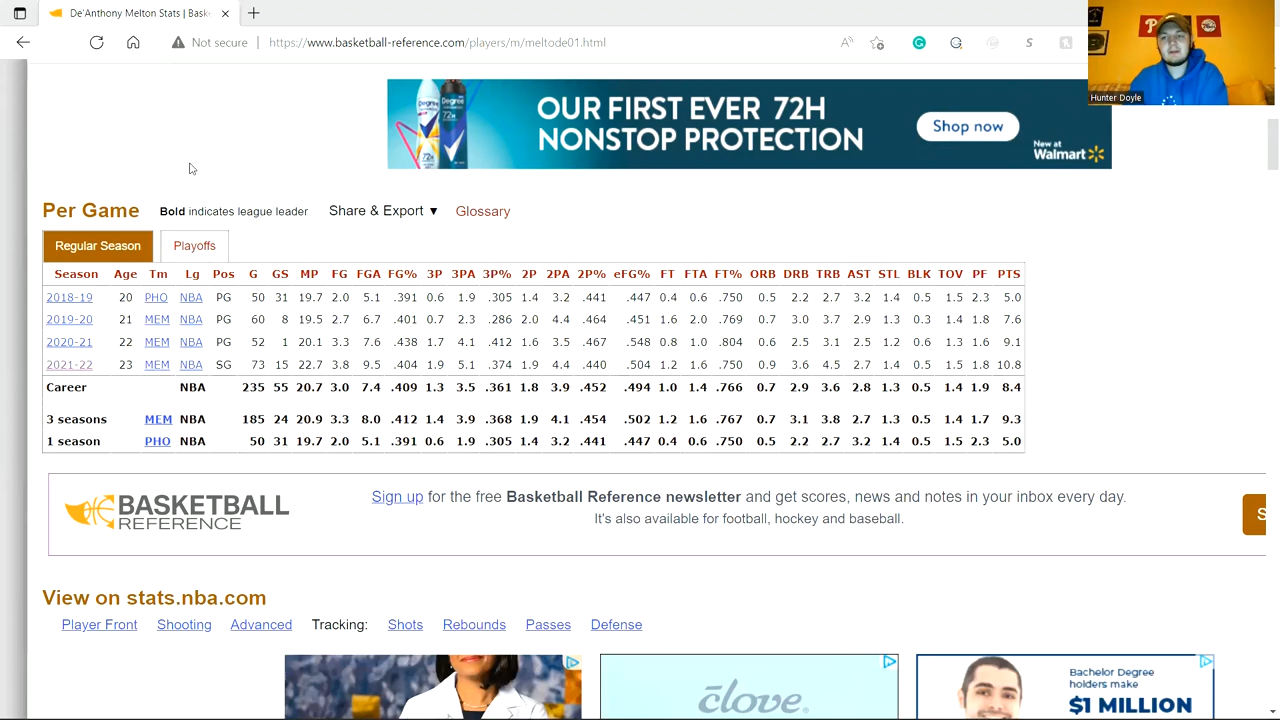 De'Anthony Melton Stats | Bask
Not secure https://www.basketball-reference.com/players/m/meltode01.html
Hunter Doyle
Degree
72H
OUR FIRST EVER 72H
NONSTOP PROTECTION
Shop now
New at
Walmart
Per Game Bold indicates league leader Share & Export ▼ Glossary
Regular Season Playoffs
Season Age Tm Lg Pos G GS MP FG FGA FG% 3P 3PA 3P% 2P 2PA 2P% eFG% FT FTA FT% ORB DRB TRB AST STL BLK TOV PF PTS
2018-19 20 PHO NBA PG 50 31 19.7 2.0 5.1 .391 0.6 1.9 .305 1.4 3.2 .441 .447 0.4 0.6 .750 0.5 2.2 2.7 3.2 1.4 0.5 1.5 2.3 5.0
2019-20 21 MEM NBA PG 60 8 19.5 2.7 6.7 .401 0.7 2.3 .286 2.0 4.4 .464 .451 1.6 2.0 .769 0.7 3.0 3.7 2.9 1.3 0.3 1.4 1.8 7.6
2020-21 22 MEM NBA PG 52 1 20.1 3.3 7.6 .438 1.7 4.1 .412 1.6 3.5 .467 .548 0.8 1.0 .804 0.6 2.5 3.1 2.5 1.2 0.6 1.3 1.6 9.1
2021-22 23 MEM NBA SG 73 15 22.7 3.8 9.5 .404 1.9 5.1 .374 1.9 4.4 .440 .504 1.2 1.6 .750 0.9 3.6 4.5 2.7 1.4 0.5 1.5 1.8 10.8
Career NBA 235 55 20.7 3.0 7.4 .409 1.3 3.5 .361 1.8 3.9 .452 .494 1.0 1.4 .766 0.7 2.9 3.6 2.8 1.3 0.5 1.4 1.9 8.4
3 seasons MEM NBA 185 24 20.9 3.3 8.0 .412 1.4 3.9 .368 1.9 4.1 .454 .502 1.2 1.6 .767 0.7 3.1 3.8 2.7 1.3 0.5 1.4 1.7 9.3
1 season PHO NBA 50 31 19.7 2.0 5.1 .391 0.6 1.9 .305 1.4 3.2 .441 .447 0.4 0.6 .750 0.5 2.2 2.7 3.2 1.4 0.5 1.5 2.3 5.0
BASKETBALL
REFERENCE
Sign up for the free Basketball Reference newsletter and get scores, news and notes in your inbox every day.
It's also available for football, hockey and baseball.
S
View on stats.nba.com
Player Front Shooting Advanced Tracking: Shots Rebounds Passes Defense
clove
Bachelor Degree
holders make
$1 MILLION